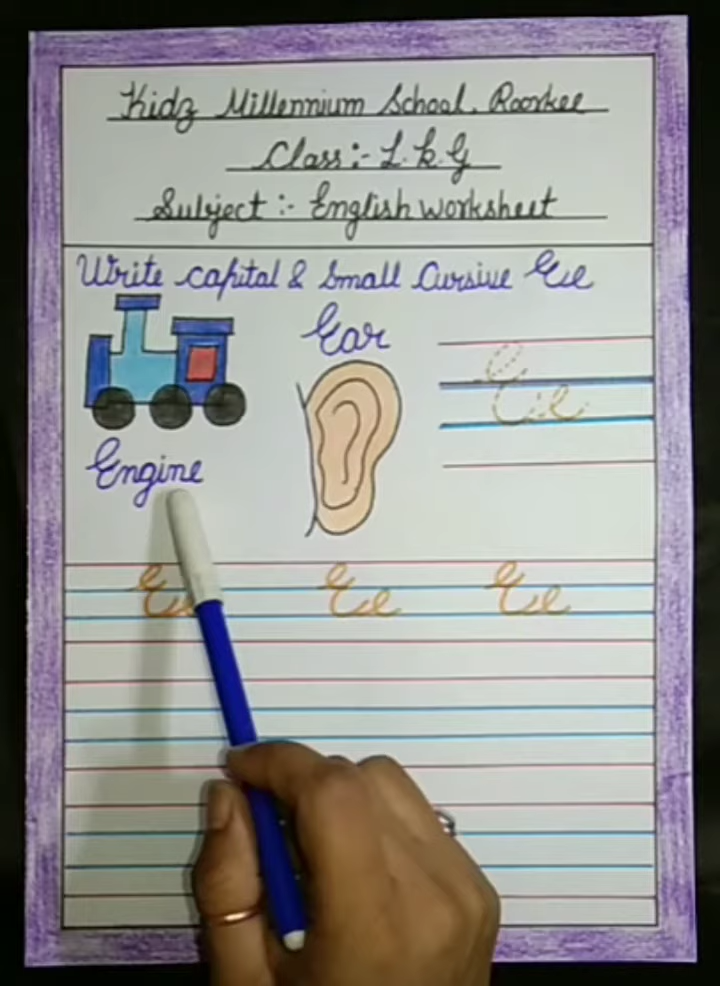 Kidz Millennium School, Roorkee
Class:- L.K.G
Subject:- English Worksheet
Write capital & Small Cursive Ee
Ear
Ee
Engine
Ee Ee Ee